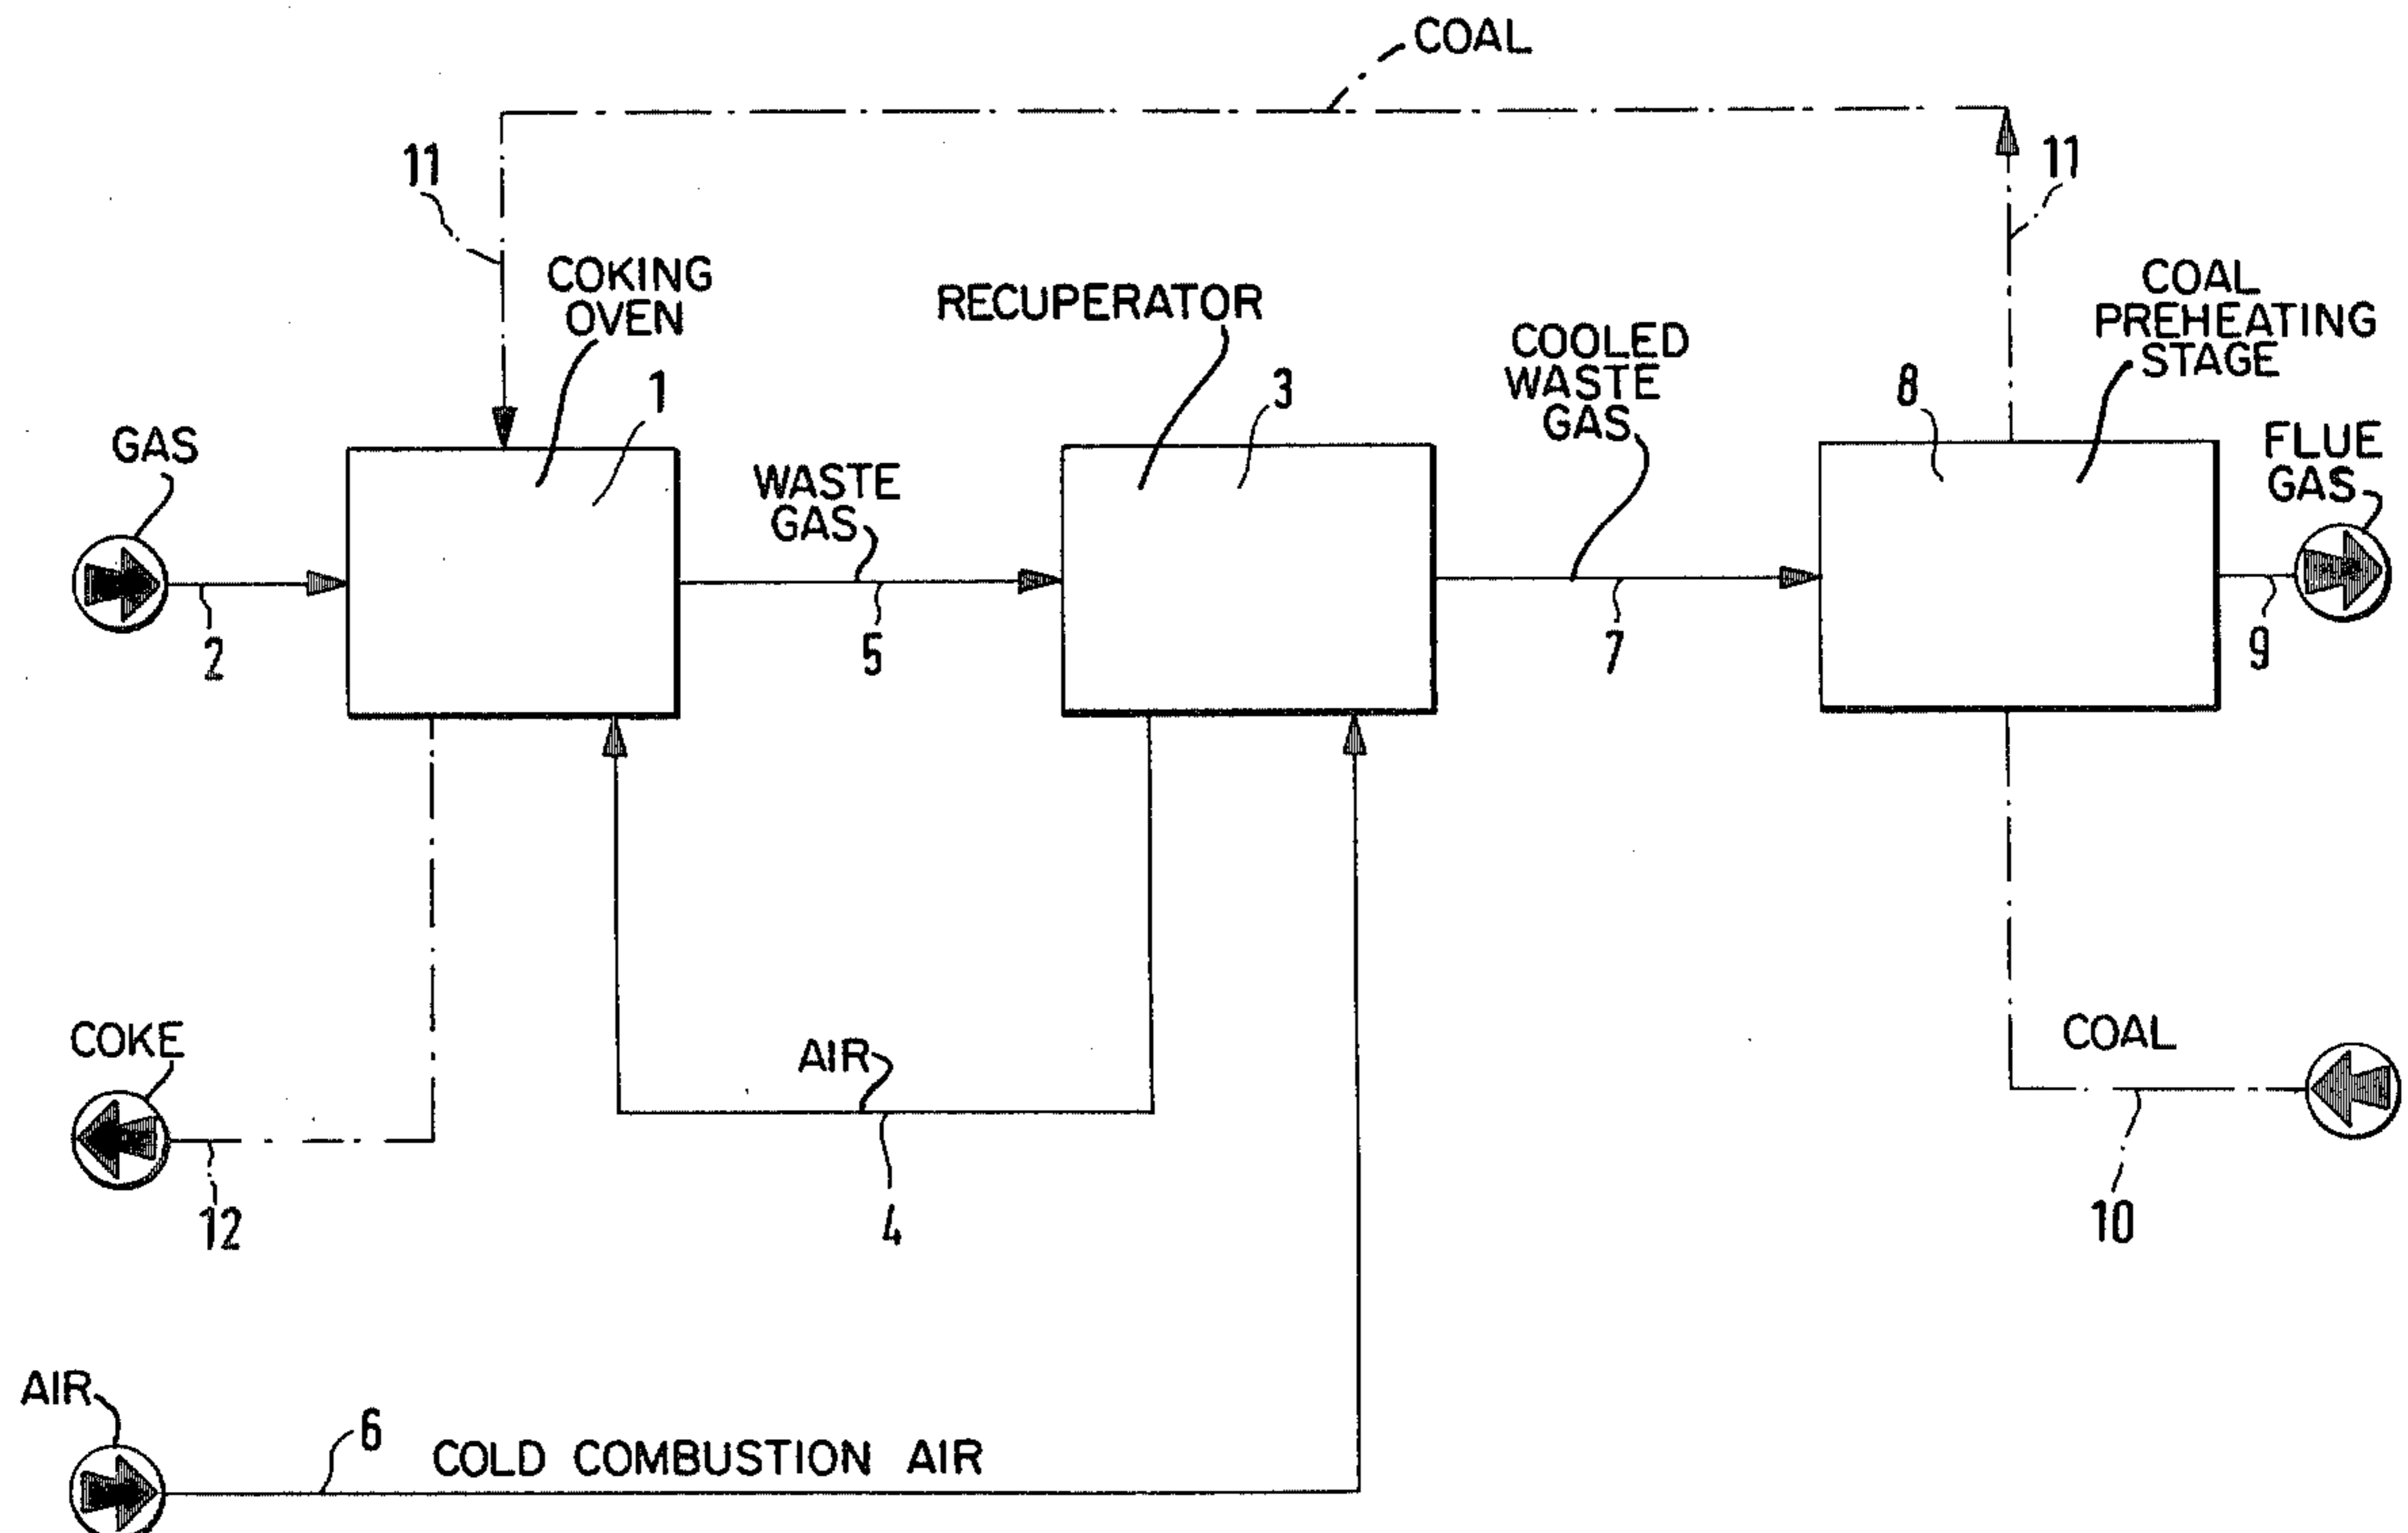 COAL
11
11
COKING
OVEN
RECUPERATOR
COAL
PREHEATING
STAGE
COOLED
WASTE
GAS
1
3
8
GAS
WASTE
GAS
FLUE
GAS
2
5
7
9
COKE
AIR
COAL
12
4
10
AIR
6
COLD COMBUSTION AIR